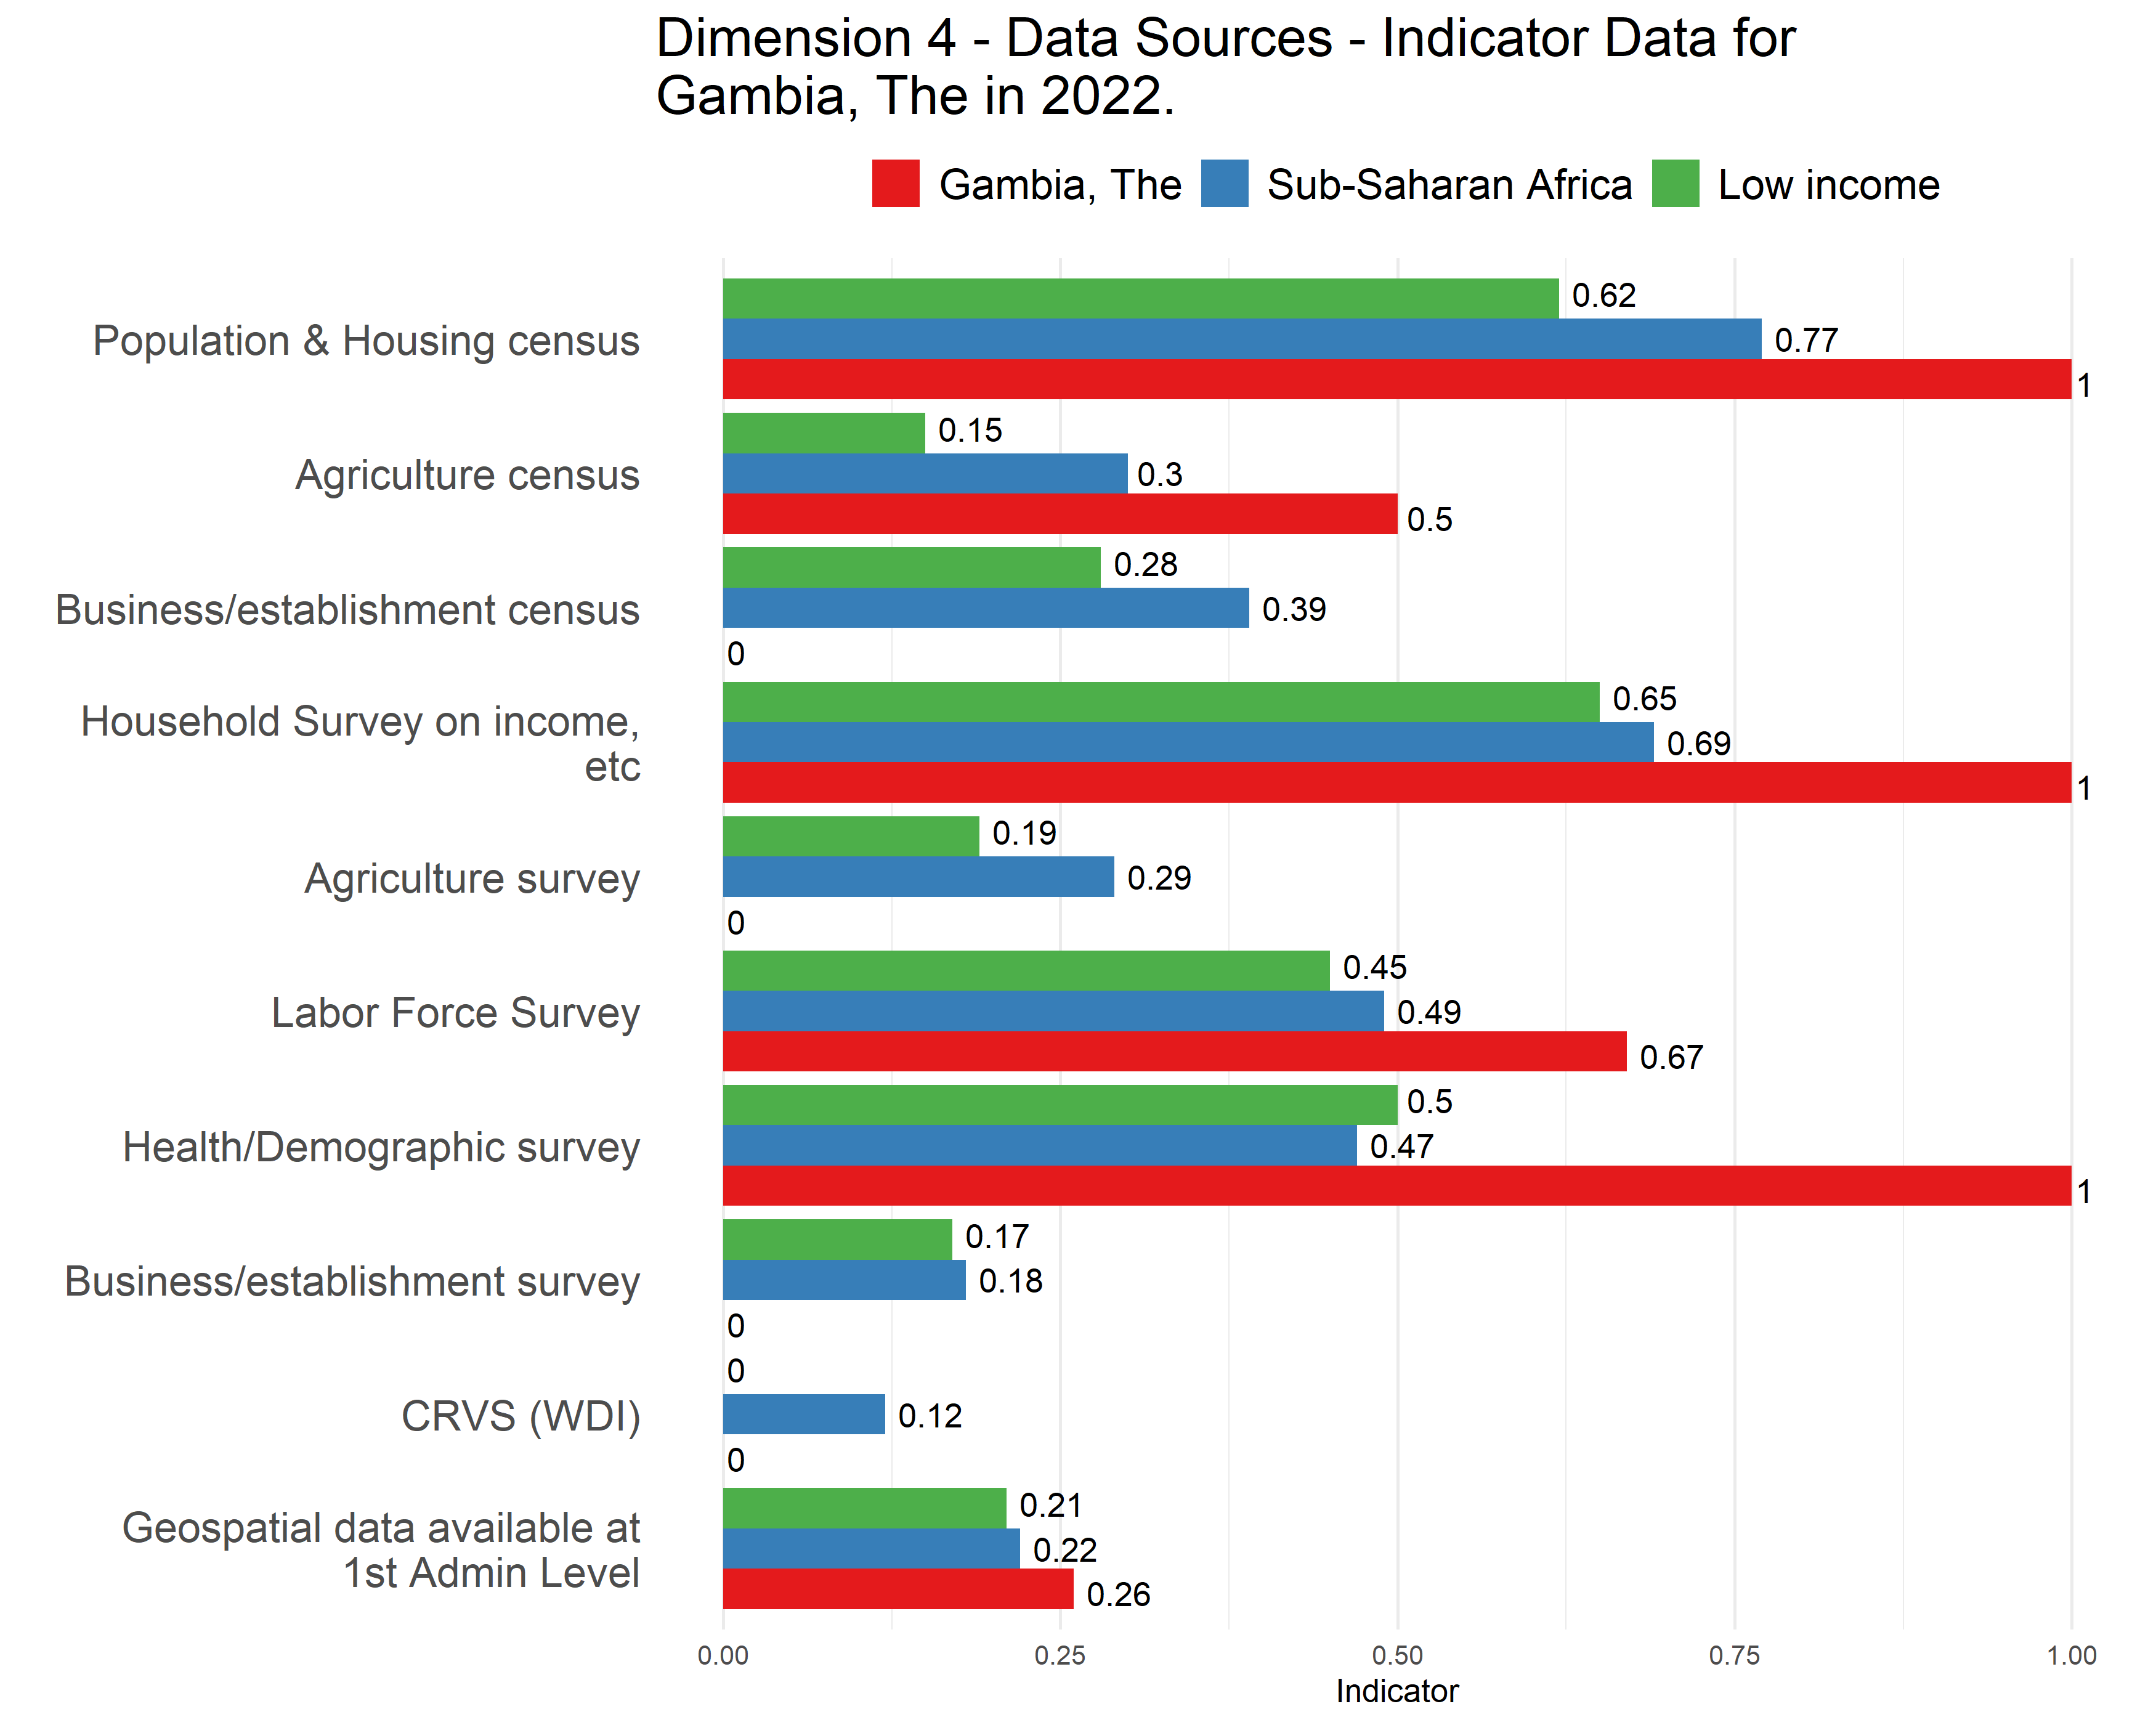 Dimension 4 - Data Sources - Indicator Data for
Gambia, The in 2022.
Gambia, The Sub-Saharan Africa Low income
Population & Housing census
0.62
0.77
1
Agriculture census
0.15
0.3
0.5
Business/establishment census
0.28
0.39
0
Household Survey on income,
etc
0.65
0.69
1
Agriculture survey
0.19
0.29
0
Labor Force Survey
0.45
0.49
0.67
Health/Demographic survey
0.5
0.47
1
Business/establishment survey
0.17
0.18
0
CRVS (WDI)
0
0.12
0
Geospatial data available at
1st Admin Level
0.21
0.22
0.26
0.00 0.25 0.50 0.75 1.00
Indicator